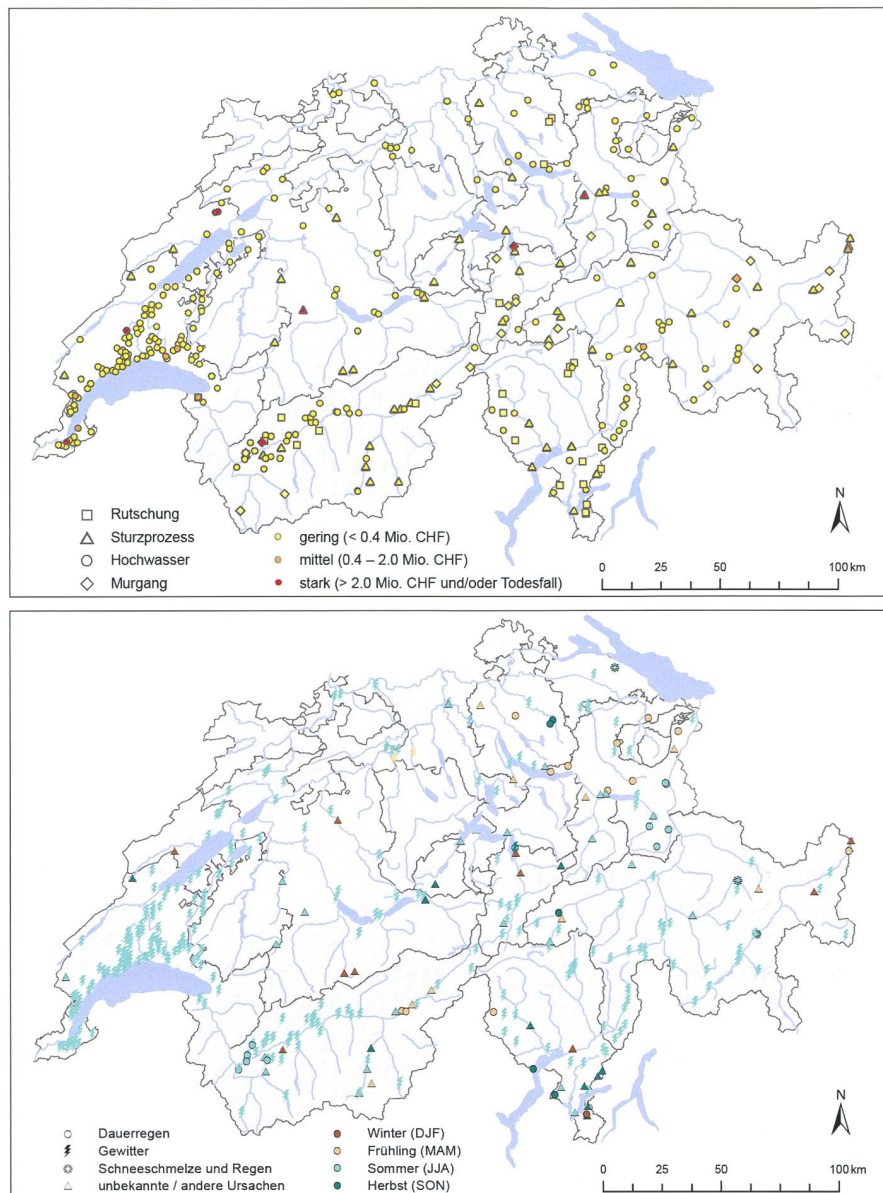 Rutschung
Sturzprozess
Hochwasser
Murgang
gering (< 0.4 Mio. CHF)
mittel (0.4 – 2.0 Mio. CHF)
stark (> 2.0 Mio. CHF und/oder Todesfall)
N
0 25 50 100 km
Dauerregen
Gewitter
Schneeschmelze und Regen
unbekannte / andere Ursachen
Winter (DJF)
Frühling (MAM)
Sommer (JJA)
Herbst (SON)
N
0 25 50 100 km